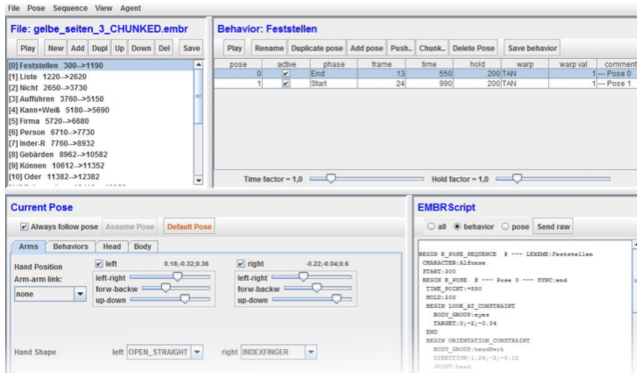 File Pose Sequence View Agent
File: gelbe_seiten_3_CHUNKED.embr
Play New Add Dupl Up Down Del Save
[0] Feststellen 300-->1190
[1] Liste 1220-->2620
[2] Nicht 2650-->3730
[3] Aufführen 3760-->5150
[4] Kann+Weiß 5180-->5690
[5] Firma 5720-->6680
[6] Person 6710-->7730
[7] Inder-R 7760-->8932
[8] Gebärden 8962-->10582
[9] Können 10612-->11352
[10] Oder 11382-->12382
Behavior: Feststellen
Play Rename Duplicate pose Add pose Push.. Chunk.. Delete Pose Save behavior
pose active phase frame time hold warp warp val comment
0 End 13 550 200 TAN 1 --- Pose 0
1 Start 24 990 200 TAN 1 --- Pose 1
Time factor = 1,0 Hold factor = 1,0
Current Pose
Always follow pose Assume Pose Default Pose
Arms Behaviors Head Body
Hand Position left 0.18;-0.32;0.36 right -0.22;-0.04;0.6
Arm-arm link: left-right left-right
none forw-backw forw-backw
up-down up-down
Hand Shape left OPEN_STRAIGHT right INDEXFINGER
EMBRScript
all behavior pose Send raw
BEGIN K_POSE_SEQUENCE # --- LEXEME:Feststellen
CHARACTER:Alfonse
START:300
BEGIN K_POSE # --- Pose 0 --- SYNC:end
TIME_POINT:+550
HOLD:200
BEGIN LOOK_AT_CONSTRAINT
BODY_GROUP:eyes
TARGET:0;-2;-0.04
END
BEGIN ORIENTATION_CONSTRAINT
BODY_GROUP:headNeck
DIRECTION:1.24;-2;-0.12
JOINT:head